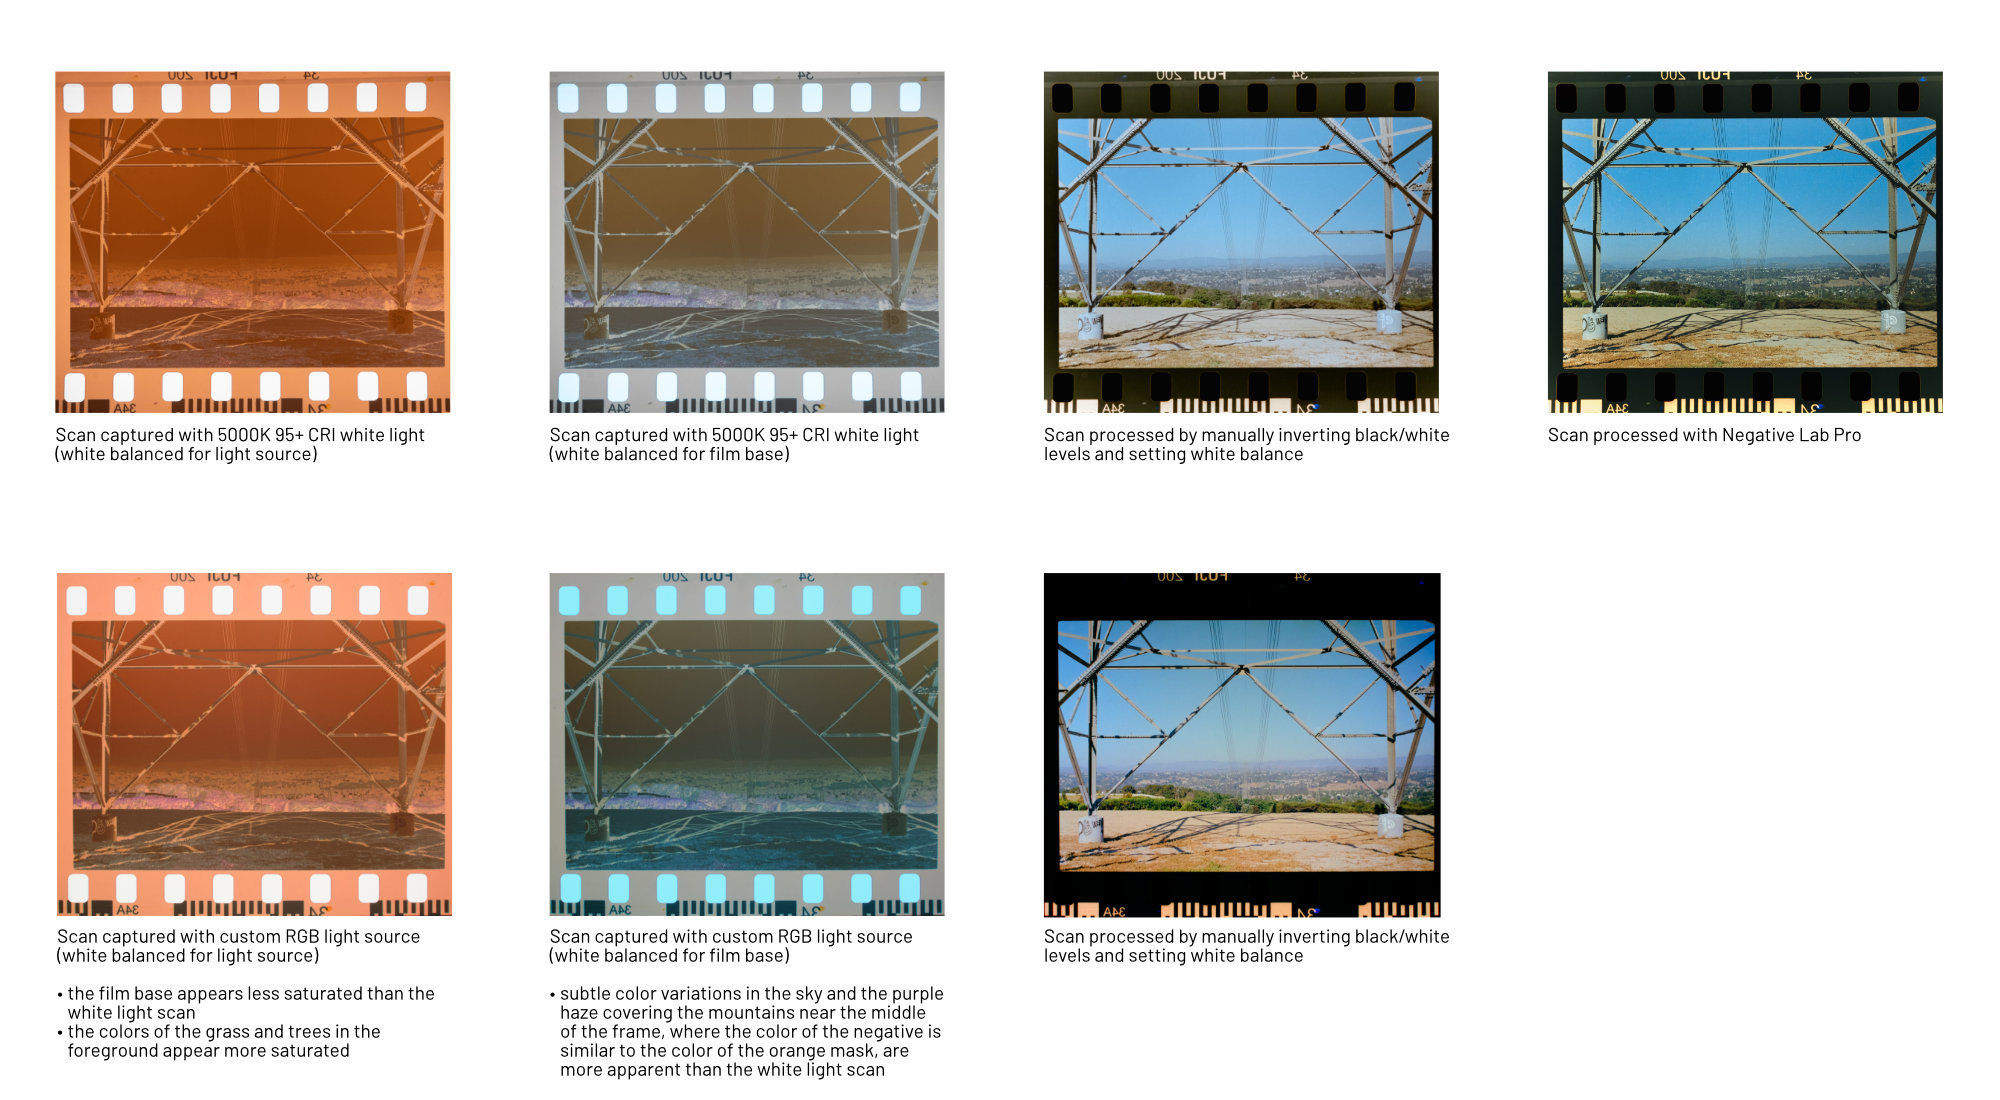 Scan captured with 5000K 95+ CRI white light
(white balanced for light source)
Scan captured with 5000K 95+ CRI white light
(white balanced for film base)
Scan processed by manually inverting black/white
levels and setting white balance
Scan processed with Negative Lab Pro
Scan captured with custom RGB light source
(white balanced for light source)
• the film base appears less saturated than the
white light scan
• the colors of the grass and trees in the
foreground appear more saturated
Scan captured with custom RGB light source
(white balanced for film base)
• subtle color variations in the sky and the purple
haze covering the mountains near the middle
of the frame, where the color of the negative is
similar to the color of the orange mask, are
more apparent than the white light scan
Scan processed by manually inverting black/white
levels and setting white balance